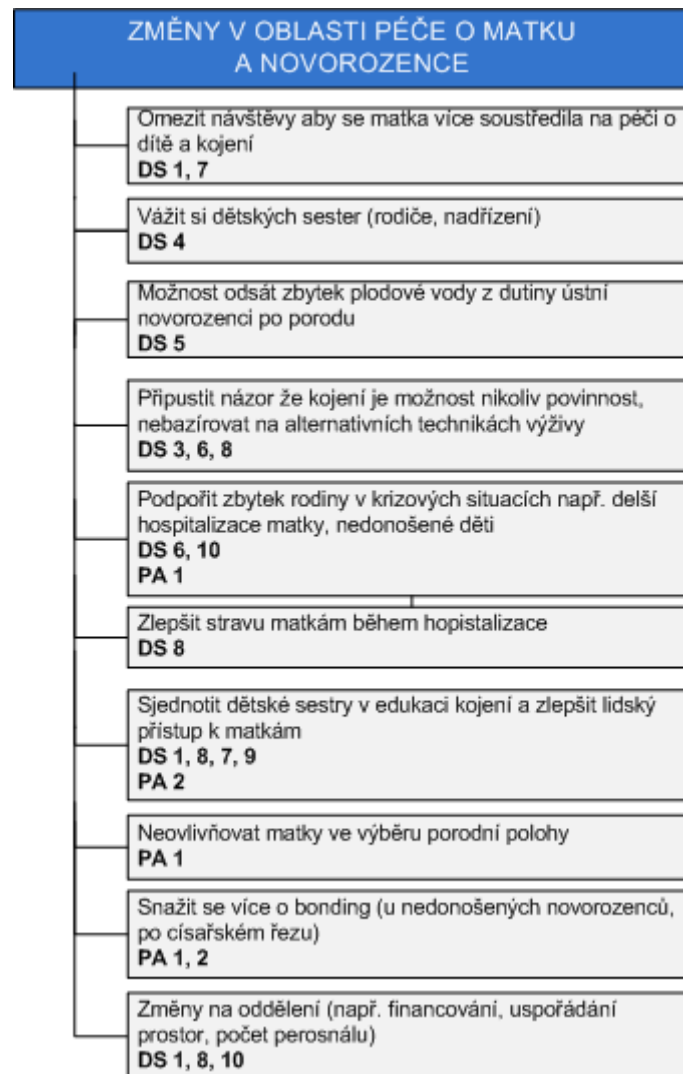 ZMĚNY V OBLASTI PÉČE O MATKU
A NOVOROZENCE
Omezit návštěvy aby se matka více soustředila na péči o
dítě a kojení
DS 1, 7
Vážit si dětských sester (rodiče, nadřízení)
DS 4
Možnost odsát zbytek plodové vody z dutiny ústní
novorozenci po porodu
DS 5
Připustit názor že kojení je možnost nikoliv povinnost,
nebazírovat na alternativních technikách výživy
DS 3, 6, 8
Podpořit zbytek rodiny v krizových situacích např. delší
hospitalizace matky, nedonošené děti
DS 6, 10
PA 1
Zlepšit stravu matkám během hopistalizace
DS 8
Sjednotit dětské sestry v edukaci kojení a zlepšit lidský
přístup k matkám
DS 1, 8, 7, 9
PA 2
Neovlivňovat matky ve výběru porodní polohy
PA 1
Snažit se více o bonding (u nedonošených novorozenců,
po císařském řezu)
PA 1, 2
Změny na oddělení (např. financování, uspořádání
prostor, počet perosnálu)
DS 1, 8, 10